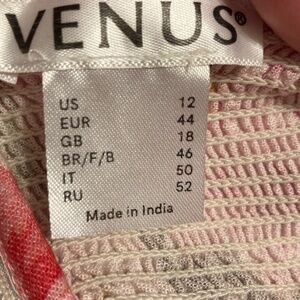 VENUS®
US 12
EUR 44
GB 18
BR/F/B 46
IT 50
RU 52
Made in India